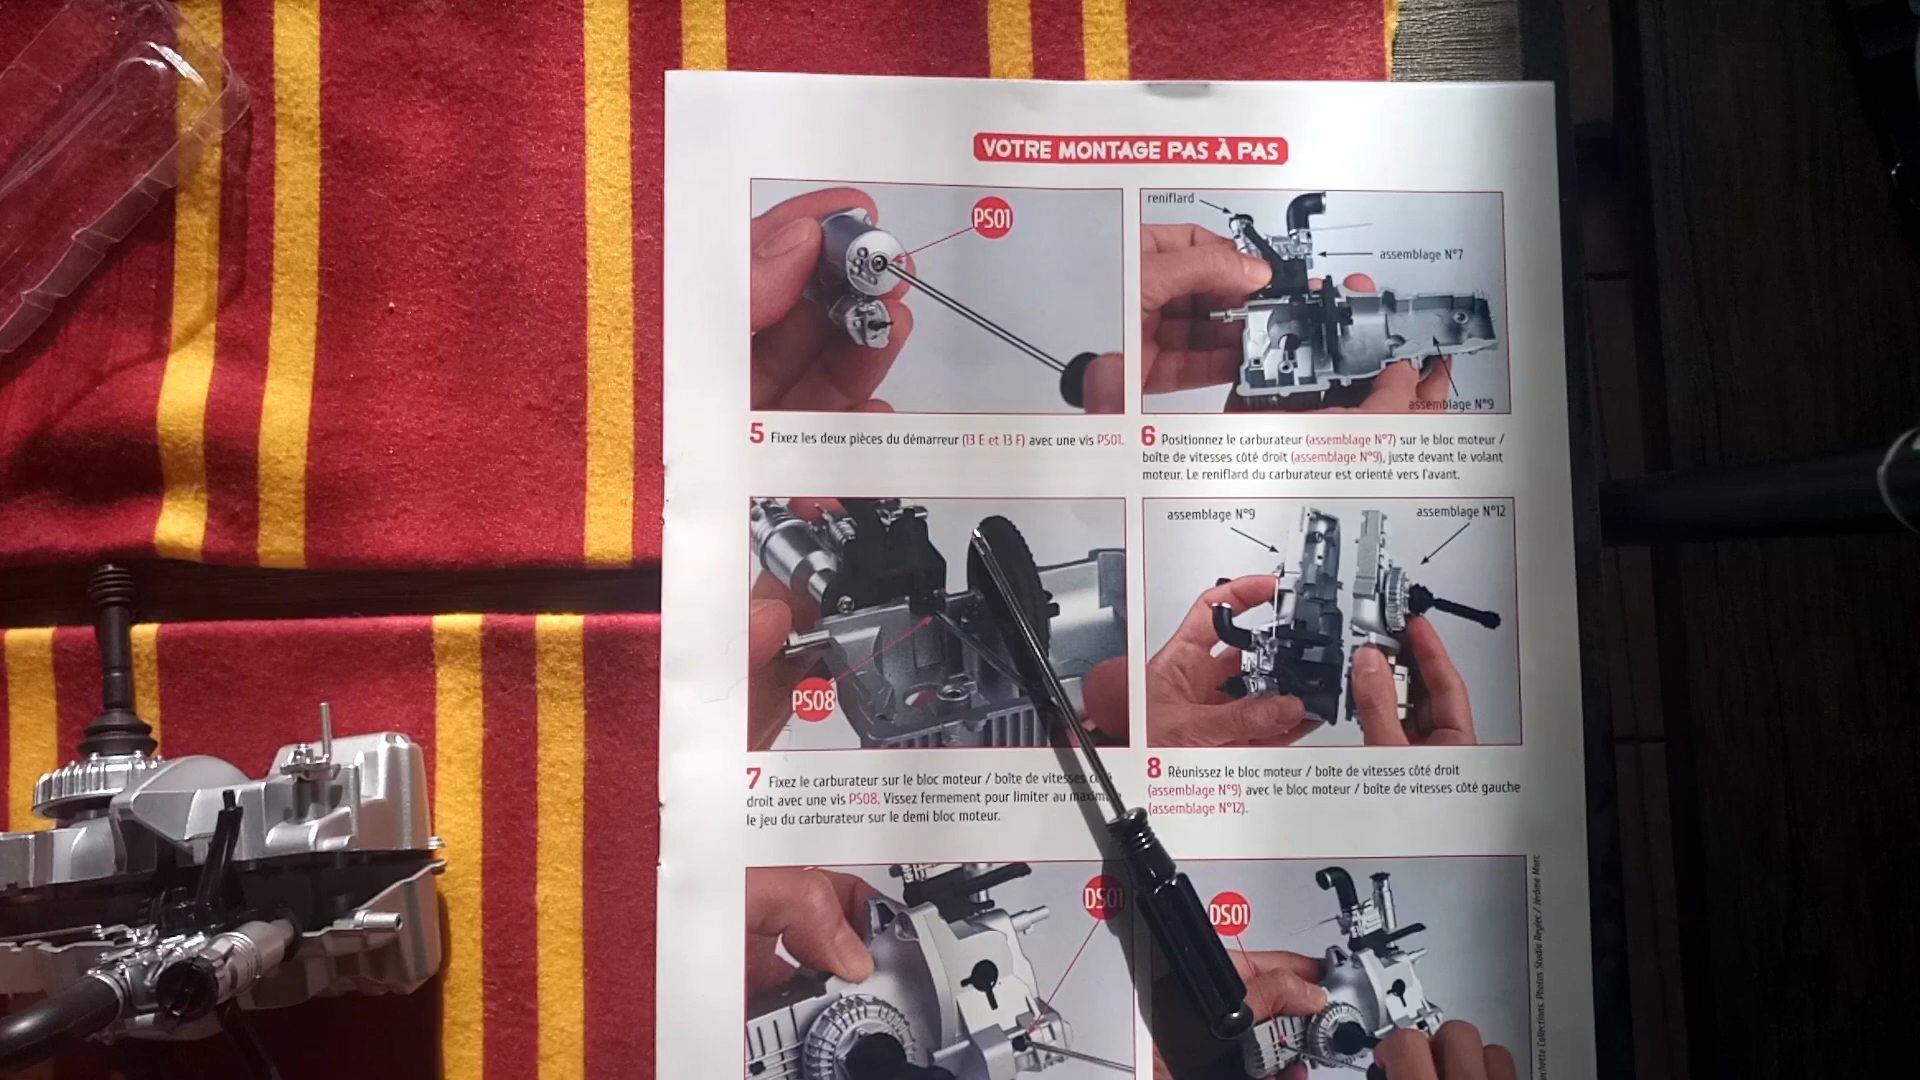 VOTRE MONTAGE PAS À PAS
PS01
reniflard
assemblage N°7
assemblage N°9
5 Fixez les deux pièces du démarreur (13 E et 13 F) avec une vis PS01.
6 Positionnez le carburateur (assemblage N°7) sur le bloc moteur /
boîte de vitesses côté droit (assemblage N°9), juste devant le volant
moteur. Le reniflard du carburateur est orienté vers l'avant.
PS08
assemblage N°9
assemblage N°12
7 Fixez le carburateur sur le bloc moteur / boîte de vitesses
droit avec une vis PS08. Vissez fermement pour limiter au
le jeu du carburateur sur le demi bloc moteur.
8 Réunissez le bloc moteur / boîte de vitesses côté droit
(assemblage N°9) avec le bloc moteur / boîte de vitesses côté gauche
(assemblage N°12).
DS01
DS01
Collections. Photos Studio Regler / Jérôme